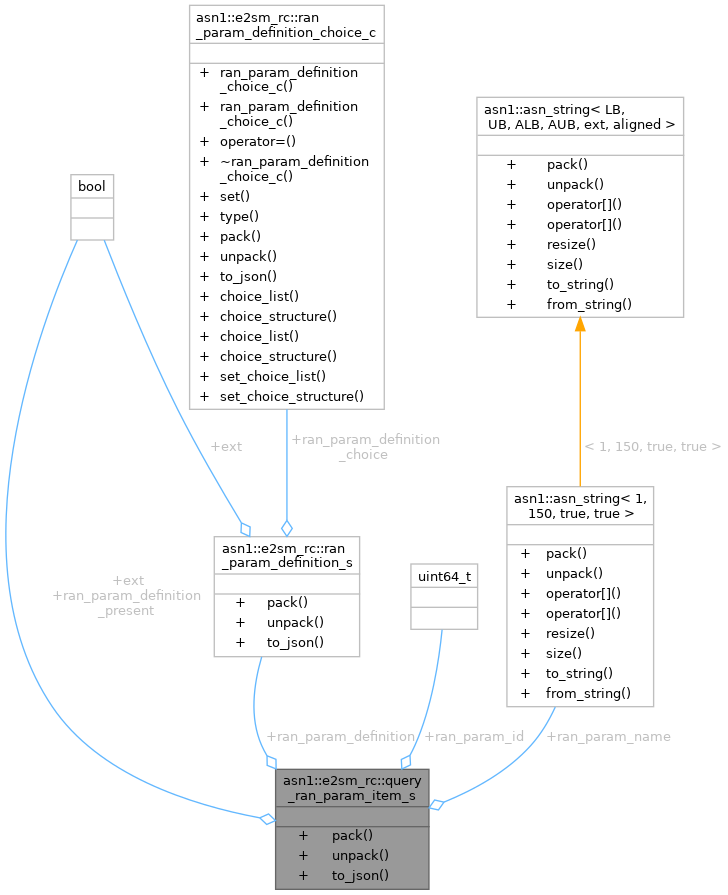 asn1::e2sm_rc::ran
_param_definition_choice_c
+ ran_param_definition
_choice_c()
+ ran_param_definition
_choice_c()
+ operator=()
+ ~ran_param_definition
_choice_c()
+ set()
+ type()
+ pack()
+ unpack()
+ to_json()
+ choice_list()
+ choice_structure()
+ choice_list()
+ choice_structure()
+ set_choice_list()
+ set_choice_structure()
asn1::asn_string< LB,
UB, ALB, AUB, ext, aligned >
+ pack()
+ unpack()
+ operator[]()
+ operator[]()
+ resize()
+ size()
+ to_string()
+ from_string()
bool
+ext
+ran_param_definition
_choice
< 1, 150, true, true >
asn1::asn_string< 1,
150, true, true >
+ pack()
+ unpack()
+ operator[]()
+ operator[]()
+ resize()
+ size()
+ to_string()
+ from_string()
asn1::e2sm_rc::ran
_param_definition_s
+ pack()
+ unpack()
+ to_json()
uint64_t
+ext
+ran_param_definition
_present
+ran_param_definition
+ran_param_id
+ran_param_name
asn1::e2sm_rc::query
_ran_param_item_s
+ pack()
+ unpack()
+ to_json()